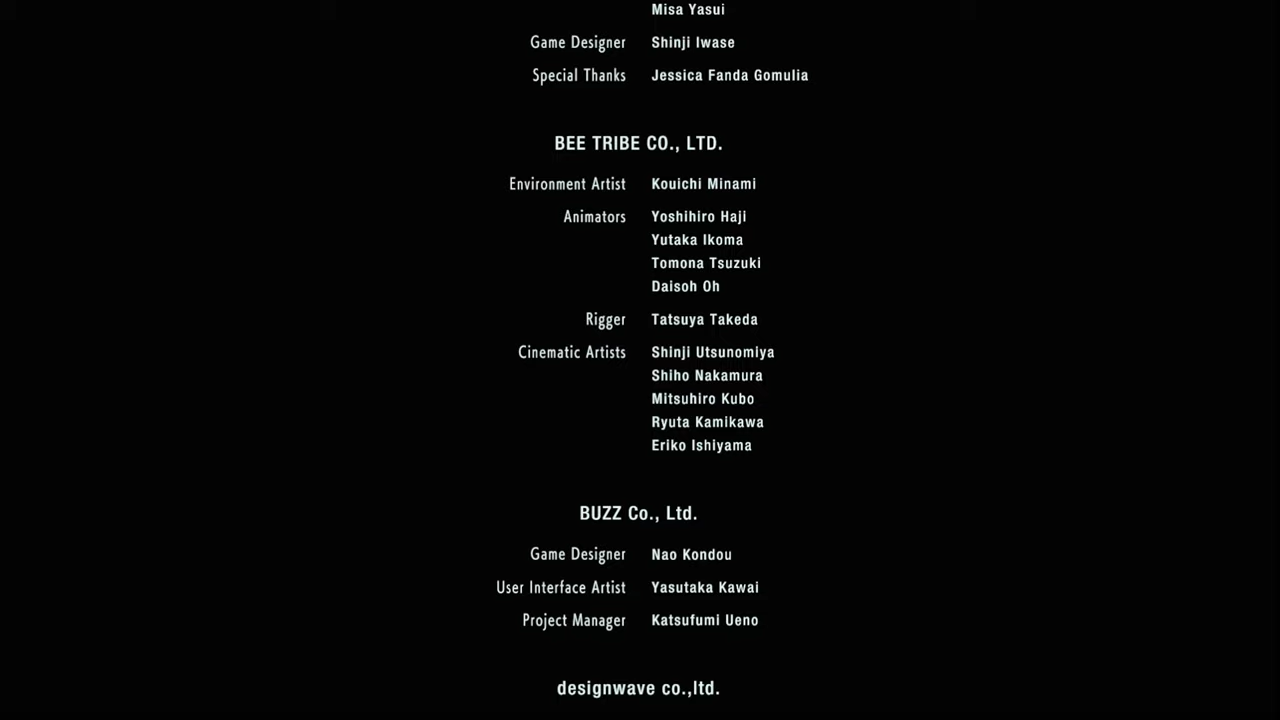 Misa Yasui
Game Designer Shinji Iwase
Special Thanks Jessica Fanda Gomulia
BEE TRIBE CO., LTD.
Environment Artist Kouichi Minami
Animators Yoshihiro Haji
Yutaka Ikoma
Tomona Tsuzuki
Daisoh Oh
Rigger Tatsuya Takeda
Cinematic Artists Shinji Utsunomiya
Shiho Nakamura
Mitsuhiro Kubo
Ryuta Kamikawa
Eriko Ishiyama
BUZZ Co., Ltd.
Game Designer Nao Kondou
User Interface Artist Yasutaka Kawai
Project Manager Katsufumi Ueno
designwave co.,ltd.